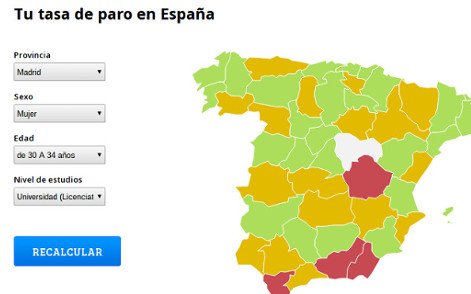 Tu tasa de paro en España
Provincia
Madrid
Sexo
Mujer
Edad
de 30 A 34 años
Nivel de estudios
Universidad (Licenciat
RECALCULAR